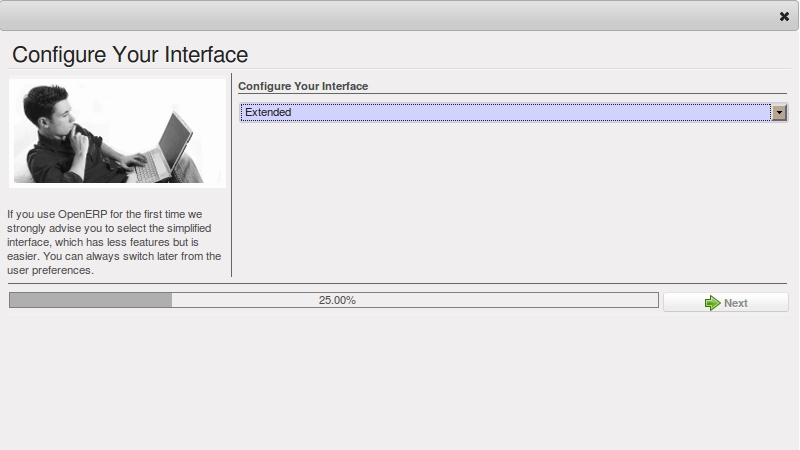 Configure Your Interface
Configure Your Interface
Extended
If you use OpenERP for the first time we
strongly advise you to select the simplified
interface, which has less features but is
easier. You can always switch later from the
user preferences.
25.00%
Next